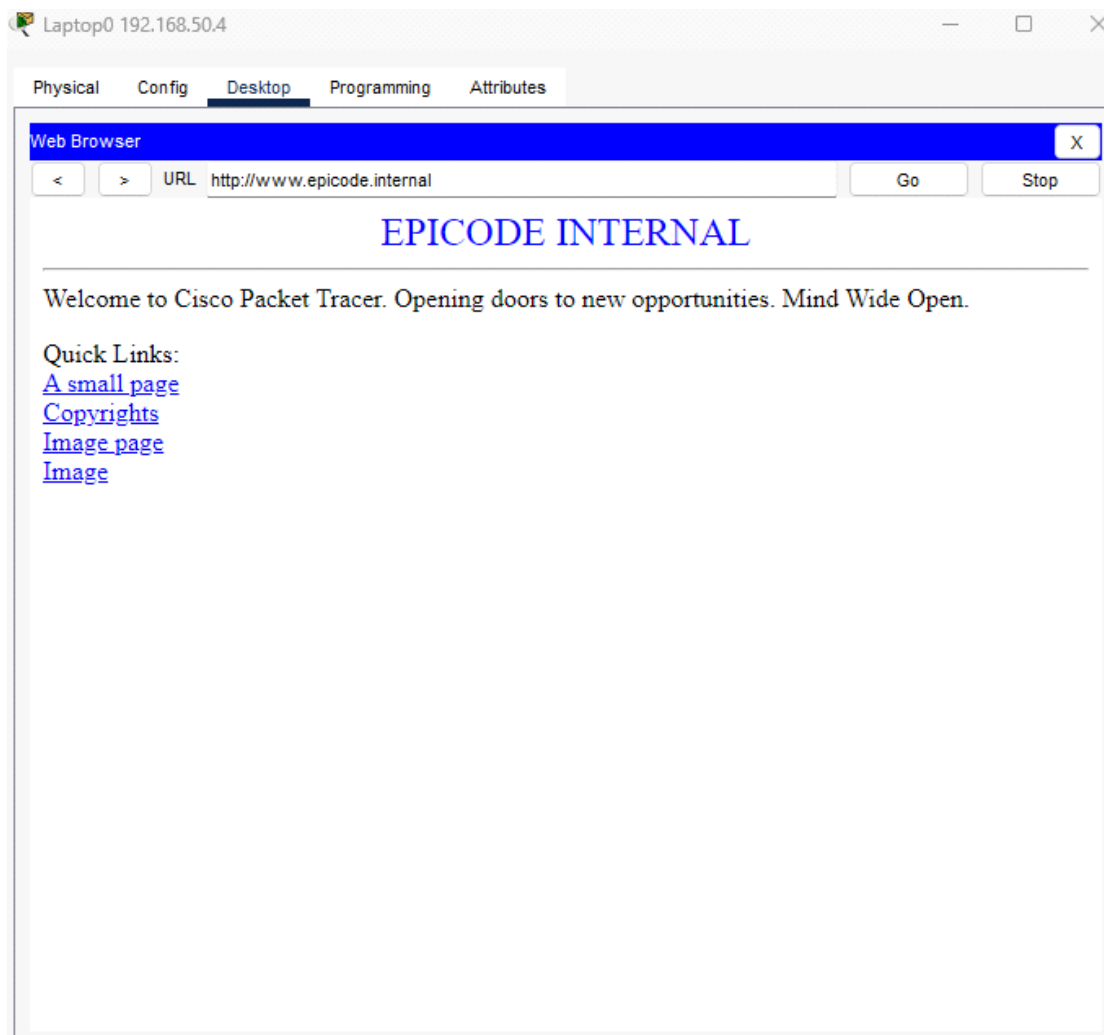 Laptop0 192.168.50.4
Physical Config Desktop Programming Attributes
Web Browser X
< > URL http://www.epicode.internal Go Stop
EPICODE INTERNAL
Welcome to Cisco Packet Tracer. Opening doors to new opportunities. Mind Wide Open.
Quick Links:
A small page
Copyrights
Image page
Image